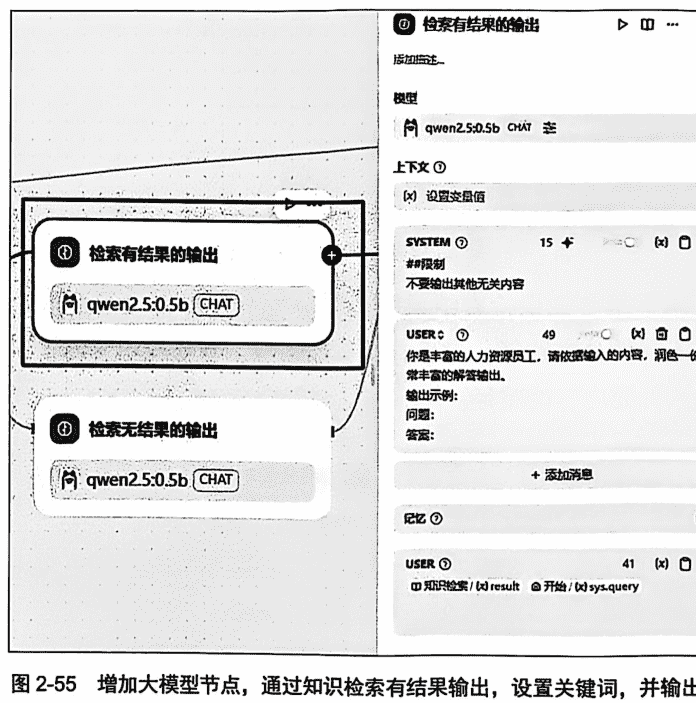 检索有结果的输出
qwen2.5:0.5b CHAT
检索无结果的输出
qwen2.5:0.5b CHAT
检索有结果的输出
添加描述...
模型
qwen2.5:0.5b CHAT
上下文
{x} 设置变量值
SYSTEM 15 {x}
##限制
不要输出其他无关内容
USER 49 {x}
你是丰富的人力资源员工，请依据输入的内容，润色一
常丰富的解答输出。
输出示例:
问题:
答案:
+ 添加消息
记忆
USER 41 {x}
知识检索 / {x} result 开始 / {x} sys.query
图 2-55 增加大模型节点，通过知识检索有结果输出，设置关键词，并输出